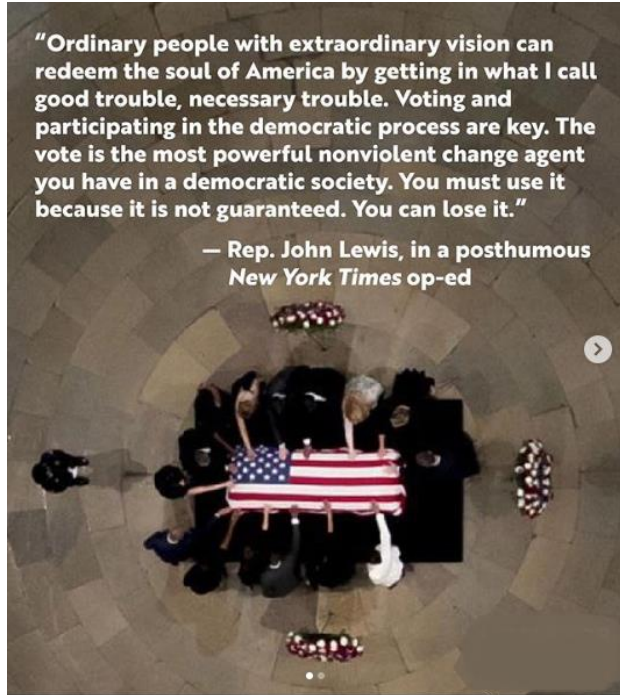 “Ordinary people with extraordinary vision can
redeem the soul of America by getting in what I call
good trouble, necessary trouble. Voting and
participating in the democratic process are key. The
vote is the most powerful nonviolent change agent
you have in a democratic society. You must use it
because it is not guaranteed. You can lose it.”
— Rep. John Lewis, in a posthumous
New York Times op-ed